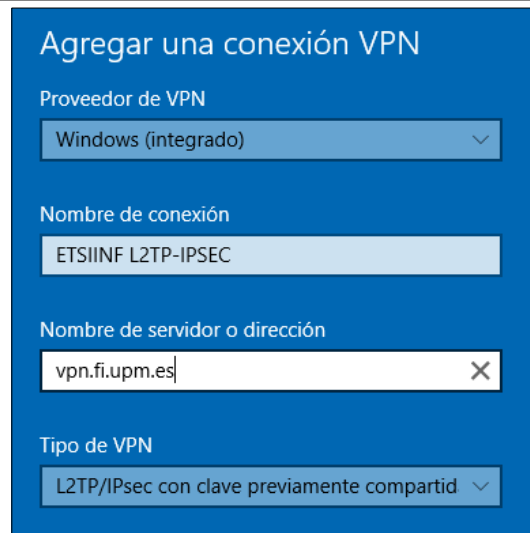 Agregar una conexión VPN
Proveedor de VPN
Windows (integrado)
Nombre de conexión
ETSIINF L2TP-IPSEC
Nombre de servidor o dirección
vpn.fi.upm.es
Tipo de VPN
L2TP/IPsec con clave previamente compartid